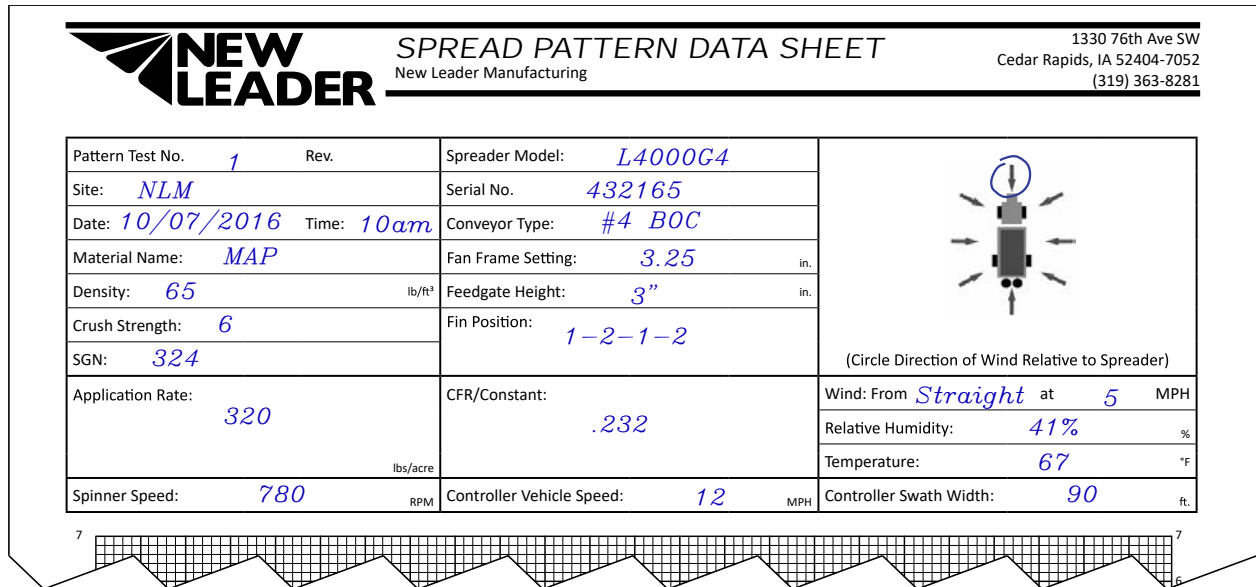 NEW
LEADER
SPREAD PATTERN DATA SHEET
New Leader Manufacturing
1330 76th Ave SW
Cedar Rapids, IA 52404-7052
(319) 363-8281
Pattern Test No. 1 Rev.
Site: NLM
Date: 10/07/2016 Time: 10am
Material Name: MAP
Density: 65 lb/ft³
Crush Strength: 6
SGN: 324
Spreader Model: L4000G4
Serial No. 432165
Conveyor Type: #4 BOC
Fan Frame Setting: 3.25 in.
Feedgate Height: 3" in.
Fin Position: 1-2-1-2
(Circle Direction of Wind Relative to Spreader)
Application Rate: 320 lbs/acre
CFR/Constant: .232
Wind: From Straight at 5 MPH
Relative Humidity: 41% %
Temperature: 67 °F
Spinner Speed: 780 RPM
Controller Vehicle Speed: 12 MPH
Controller Swath Width: 90 ft.
7 7
6